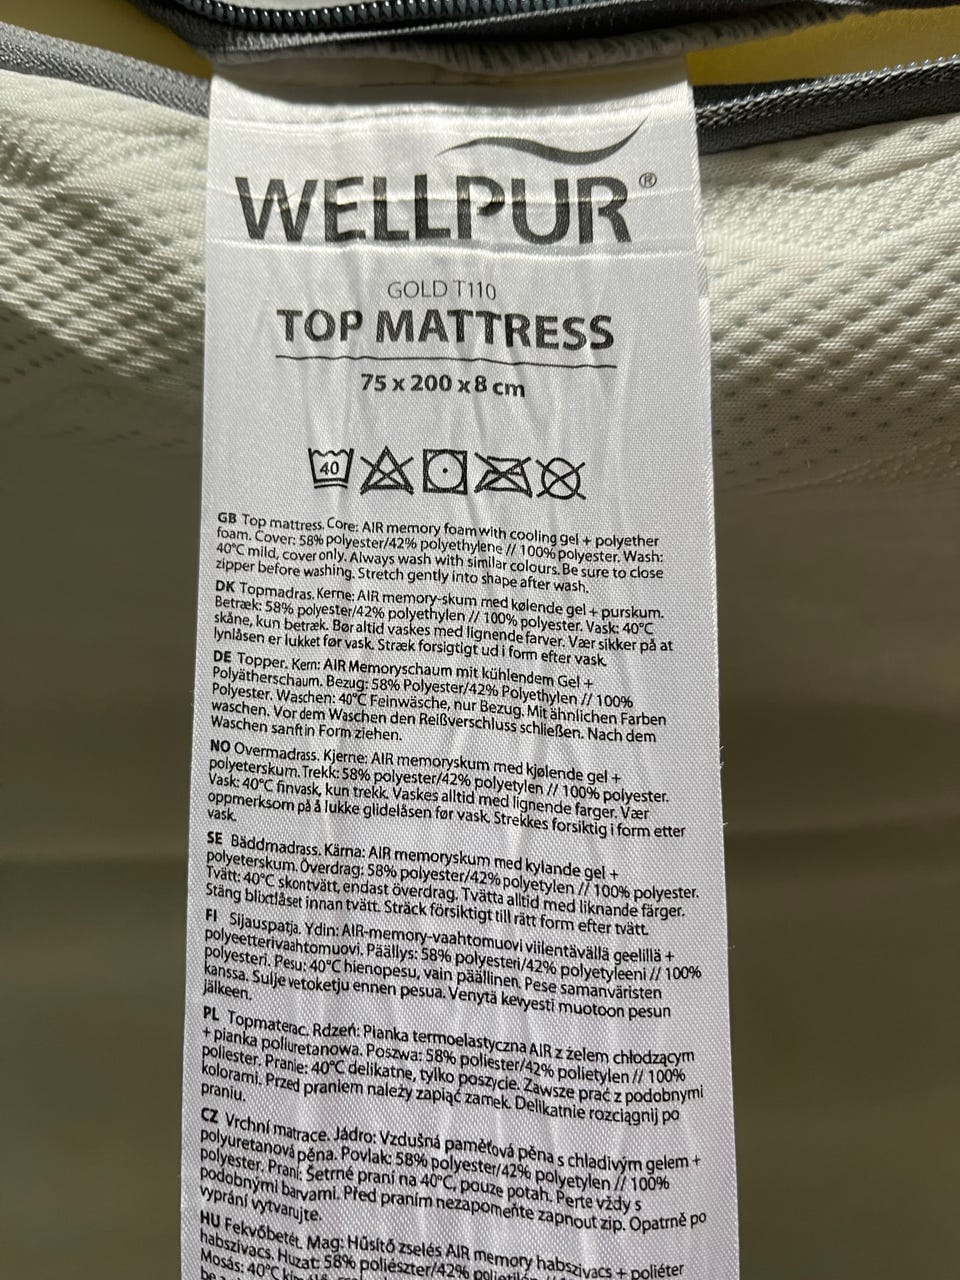 WELLPUR®
GOLD T110
TOP MATTRESS
75 x 200 x 8 cm
40
GB Top mattress. Core: AIR memory foam with cooling gel + polyether
foam. Cover: 58% polyester/42% polyethylene // 100% polyester. Wash:
40°C mild, cover only. Always wash with similar colours. Be sure to close
zipper before washing. Stretch gently into shape after wash.
DK Topmadras. Kerne: AIR memory-skum med kølende gel + purskum.
Betræk: 58% polyester/42% polyethylen // 100% polyester. Vask: 40°C
skåne, kun betræk. Bør altid vaskes med lignende farver. Vær sikker på at
lynlåsen er lukket før vask. Stræk forsigtigt ud i form efter vask.
DE Topper. Kern: AIR Memoryschaum mit kühlendem Gel +
Polyätherschaum. Bezug: 58% Polyester/42% Polyethylen // 100%
Polyester. Waschen: 40°C Feinwäsche, nur Bezug. Mit ähnlichen Farben
waschen. Vor dem Waschen den Reißverschluss schließen. Nach dem
Waschen sanft in Form ziehen.
NO Overmadrass. Kjerne: AIR memoryskum med kjølende gel +
polyeterskum. Trekk: 58% polyester/42% polyetylen // 100% polyester.
Vask: 40°C finvask, kun trekk. Vaskes alltid med lignende farger. Vær
oppmerksom på å lukke glidelåsen før vask. Strekkes forsiktig i form etter
vask.
SE Bäddmadrass. Kärna: AIR memoryskum med kylande gel +
polyeterskum. Överdrag: 58% polyester/42% polyetylen // 100% polyester.
Tvätt: 40°C skontvätt, endast överdrag. Tvätta alltid med liknande färger.
Stäng blixtlåset innan tvätt. Sträck försiktigt till rätt form efter tvätt.
FI Sijauspatja. Ydin: AIR-memory-vaahtomuovi viilentävällä geelillä +
polyeetterivaahtomuovi. Päällys: 58% polyesteri/42% polyetyleeni // 100%
polyesteri. Pesu: 40°C hienopesu, vain päällinen. Pese samanväristen
kanssa. Sulje vetoketju ennen pesua. Venytä kevyesti muotoon pesun
jälkeen.
PL Topmaterac. Rdzeń: Pianka termoelastyczna AIR z żelem chłodzącym
+ pianka poliuretanowa. Poszwa: 58% poliester/42% polietylen // 100%
poliester. Pranie: 40°C delikatne, tylko poszycie. Zawsze prać z podobnymi
kolorami. Przed praniem należy zapiąć zamek. Delikatnie rozciągnij po
praniu.
CZ Vrchní matrace. Jádro: Vzdušná paměťová pěna s chladivým gelem +
polyuretanová pěna. Povlak: 58% polyester/42% polyetylen // 100%
polyester. Praní: Šetrné praní na 40°C, pouze potah. Perte vždy s
podobnými barvami. Před praním nezapomeňte zapnout zip. Opatrně po
vyprání vytvarujte.
HU Fekvőbetét. Mag: Hűsítő zselés AIR memory habszivacs + poliéter
habszivacs. Huzat: 58% poliészter/42%
Mosás: 40°C